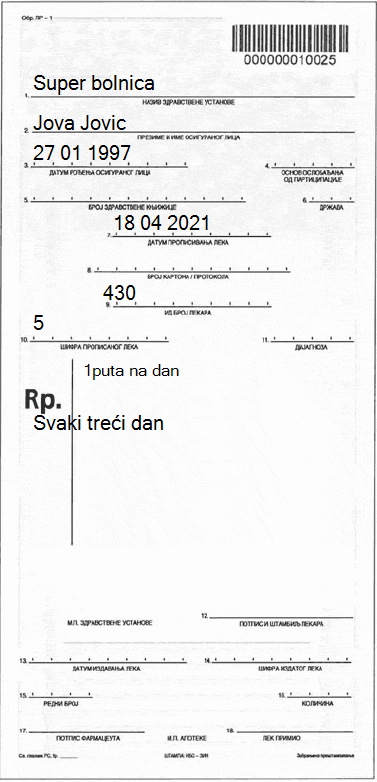 Обр. ЛР – 1
000000010025
Super bolnica
1.
НАЗИВ ЗДРАВСТВЕНЕ УСТАНОВЕ
Jova Jovic
2.
ПРЕЗИМЕ И ИМЕ ОСИГУРАНОГ ЛИЦА
27 01 1997
3. 4.
ДАТУМ РОЂЕЊА ОСИГУРАНОГ ЛИЦА ОСНОВ ОСЛОБАЂАЊА
ОД ПАРТИЦИПАЦИЈЕ
5. 6.
БРОЈ ЗДРАВСТВЕНЕ КЊИЖИЦЕ ДРЖАВА
18 04 2021
7.
ДАТУМ ПРОПИСИВАЊА ЛЕКА
8.
БРОЈ КАРТОНА / ПРОТОКОЛА
430
9.
ИД БРОЈ ЛЕКАРА
5
10. 11.
ШИФРА ПРОПИСАНОГ ЛЕКА ДИЈАГНОЗА
1puta na dan
Rp.
Svaki treći dan
12.
М.П. ЗДРАВСТВЕНЕ УСТАНОВЕ ПОТПИС И ШТАМБИЉ ЛЕКАРА
13. 14.
ДАТУМ ИЗДАВАЊА ЛЕКА ШИФРА ИЗДАТОГ ЛЕКА
15. 16.
РЕДНИ БРОЈ КОЛИЧИНА
17. 18.
ПОТПИС ФАРМАЦЕУТА М.П. АПОТЕКЕ ЛЕК ПРИМИО
Сл. гласник РС, бр. ШТАМПА: НБС – ЗИН Забрањено прештампавање